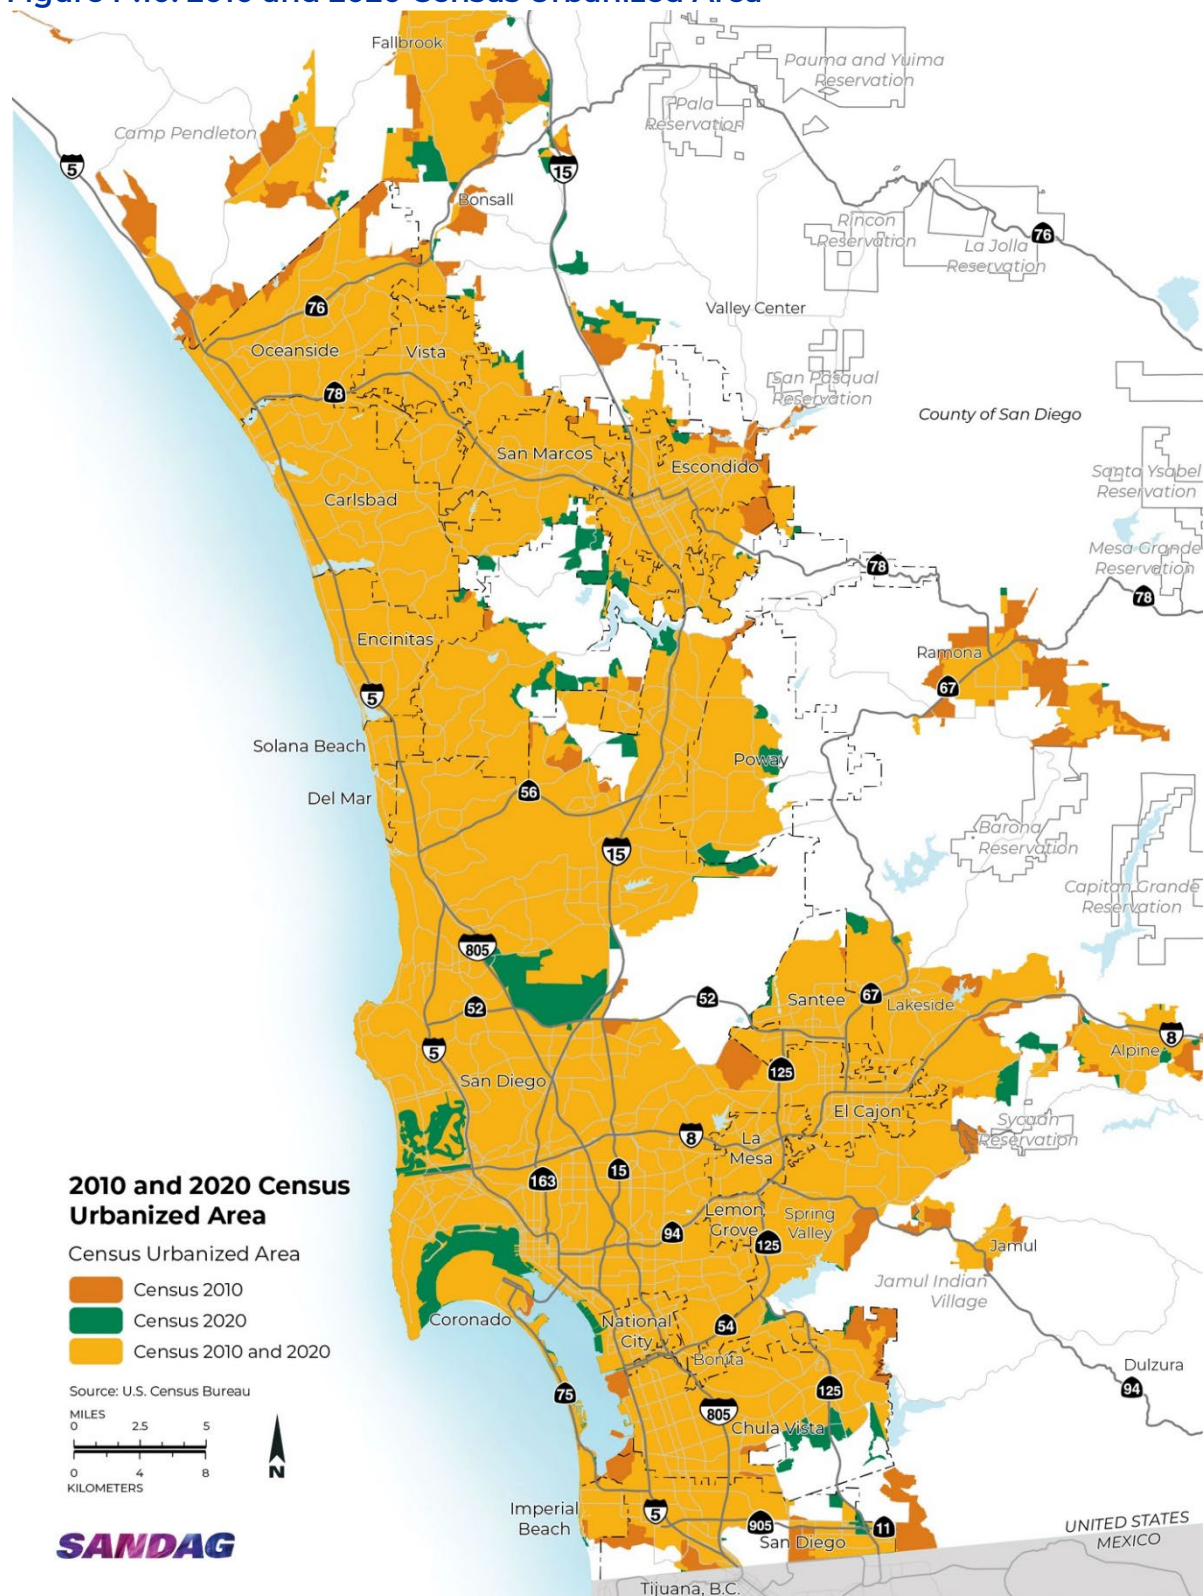 Fallbrook
Pauma and Yuima
Reservation
Pala
Reservation
Camp Pendleton
5
15
Bonsall
Rincon
Reservation
La Jolla
Reservation
76
76
Valley Center
Oceanside
Vista
78
San Pasqual
Reservation
County of San Diego
San Marcos
Escondido
Santa Ysabel
Reservation
Carlsbad
Mesa Grande
Reservation
78
78
Encinitas
Ramona
67
5
Solana Beach
Poway
Del Mar
56
Barona
Reservation
15
Capitan Grande
Reservation
805
52
52
Santee
67
Lakeside
5
8
Alpine
San Diego
125
El Cajon
Sycuan
Reservation
8
La
Mesa
163
15
94
Lemon
Grove
Spring
Valley
125
Jamul
Jamul Indian
Village
Coronado
National
City
54
Bonita
Dulzura
94
75
125
805
Chula Vista
Imperial
Beach
5
905
San Diego
11
UNITED STATES
MEXICO
Tijuana, B.C.
2010 and 2020 Census
Urbanized Area
Census Urbanized Area
Census 2010
Census 2020
Census 2010 and 2020
Source: U.S. Census Bureau
MILES
0 2.5 5
0 4 8
KILOMETERS
N
SANDAG